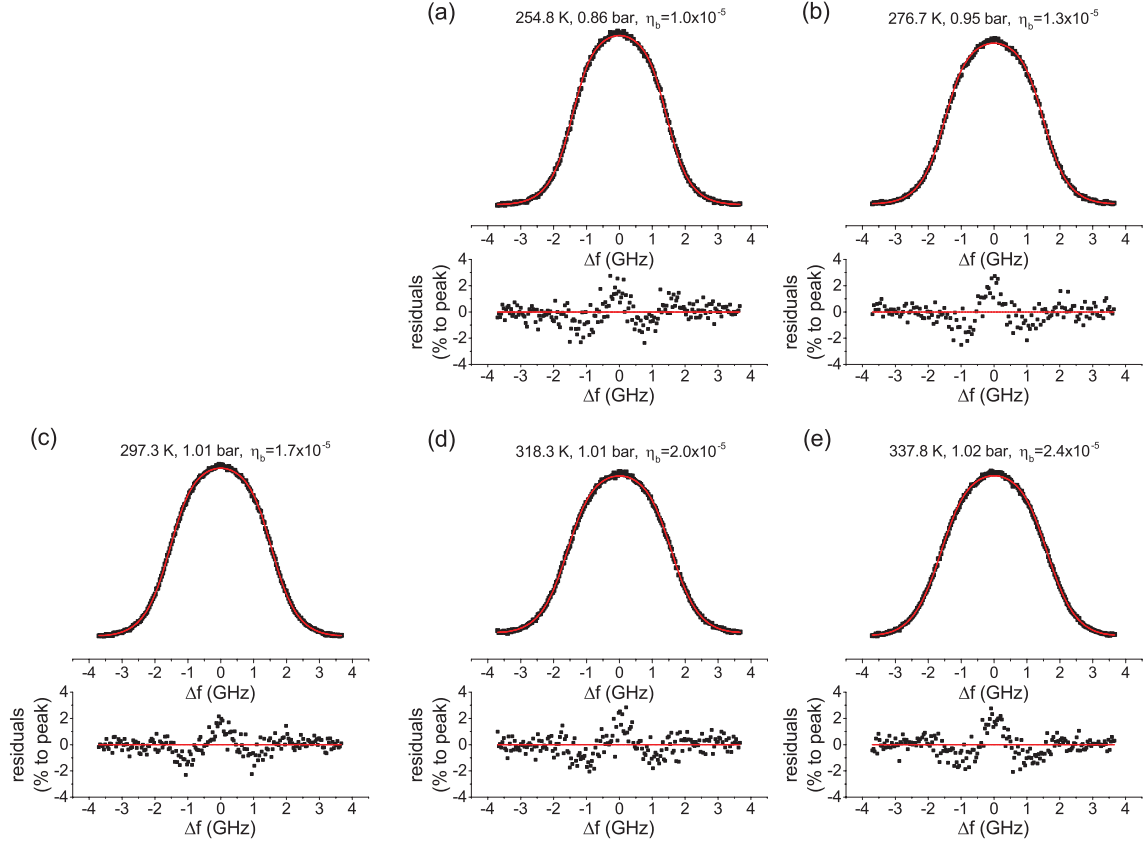 (a)
254.8 K, 0.86 bar, ηb=1.0x10-5
-4 -3 -2 -1 0 1 2 3 4
Δf (GHz)
residuals
(% to peak)
4
2
0
-2
-4
-4 -3 -2 -1 0 1 2 3 4
Δf (GHz)
(b)
276.7 K, 0.95 bar, ηb=1.3x10-5
-4 -3 -2 -1 0 1 2 3 4
Δf (GHz)
residuals
(% to peak)
4
2
0
-2
-4
-4 -3 -2 -1 0 1 2 3 4
Δf (GHz)
(c)
297.3 K, 1.01 bar, ηb=1.7x10-5
-4 -3 -2 -1 0 1 2 3 4
Δf (GHz)
residuals
(% to peak)
4
2
0
-2
-4
-4 -3 -2 -1 0 1 2 3 4
Δf (GHz)
(d)
318.3 K, 1.01 bar, ηb=2.0x10-5
-4 -3 -2 -1 0 1 2 3 4
Δf (GHz)
residuals
(% to peak)
4
2
0
-2
-4
-4 -3 -2 -1 0 1 2 3 4
Δf (GHz)
(e)
337.8 K, 1.02 bar, ηb=2.4x10-5
-4 -3 -2 -1 0 1 2 3 4
Δf (GHz)
residuals
(% to peak)
4
2
0
-2
-4
-4 -3 -2 -1 0 1 2 3 4
Δf (GHz)